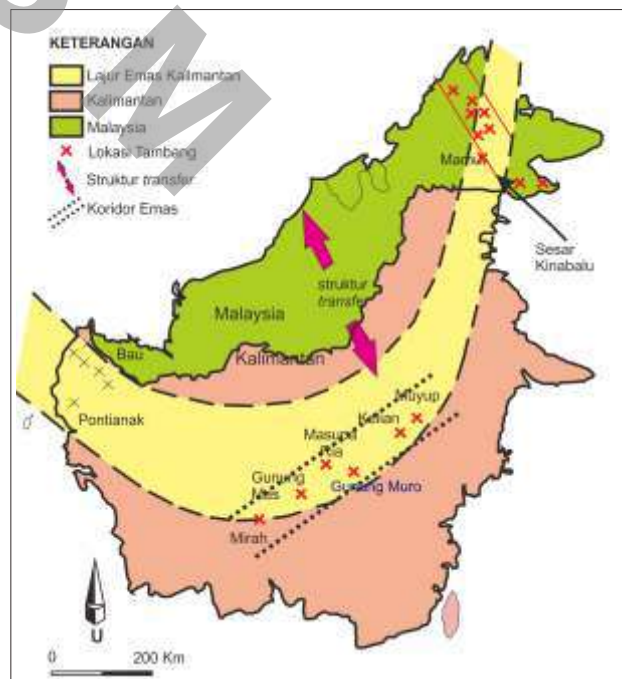 KETERANGAN
Lajur Emas Kalimantan
Kalimantan
Malaysia
Lokasi Tambang
Struktur transfer
Koridor Emas
Mamut
Sesar
Kinabalu
struktur
transfer
Malaysia
Kalimantan
Bau
Pontianak
Muyup
Kelian
Masupa
Ria
Gunung
Mas
Gunung Muro
Mirah
U
0 200 Km